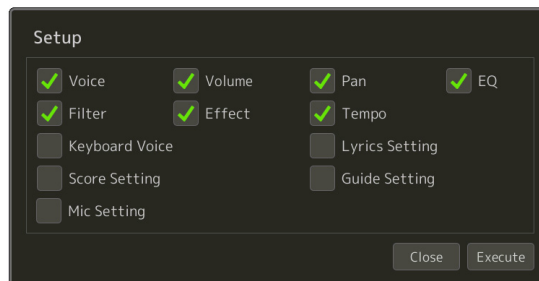 Setup
Voice Volume Pan EQ
Filter Effect Tempo
Keyboard Voice Lyrics Setting
Score Setting Guide Setting
Mic Setting
Close Execute